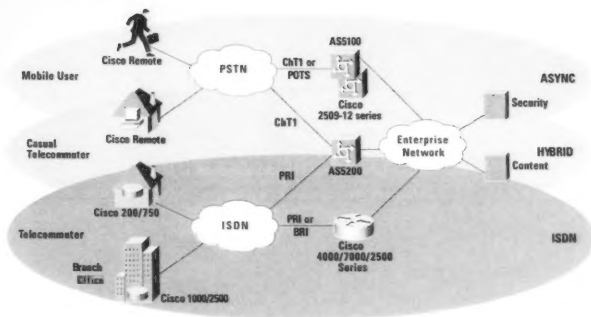 Cisco Remote
PSTN
ChT1 or
POTS
AS5100
Mobile User
ASYNC
Cisco
2509-12 series
Security
Cisco Remote
ChT1
Enterprise
Network
Casual
Telecommuter
HYBRID
AS5200
Content
PRI
Cisco 200/750
ISDN
PRI or
BRI
Telecommuter
Cisco
4000/7000/2500
Series
ISDN
Branch
Office
Cisco 1000/2500